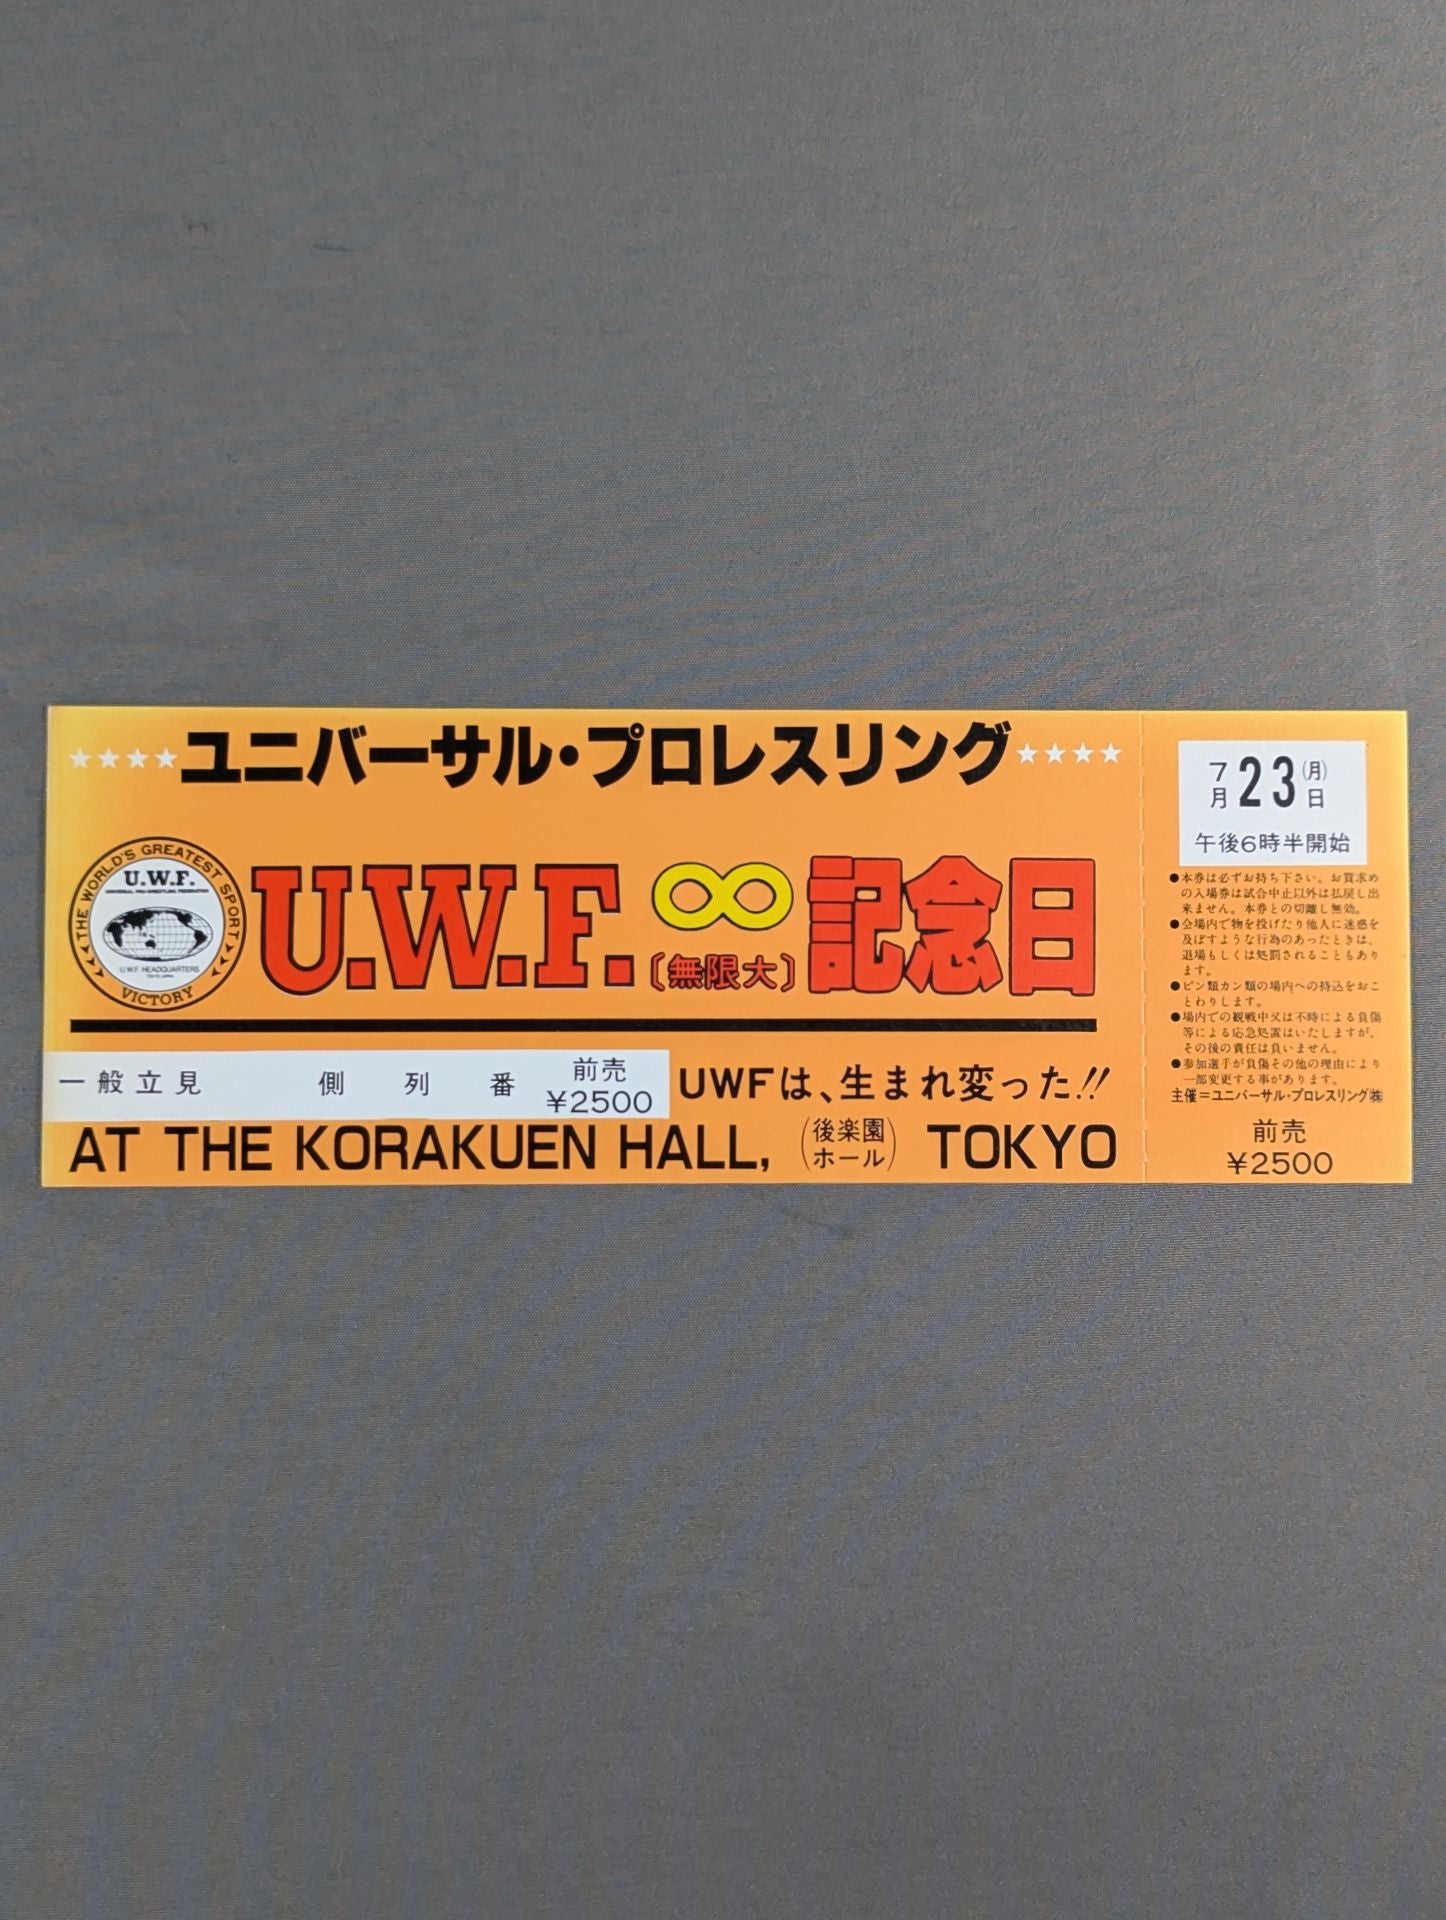 ★★★★ユニバーサル・プロレスリング★★★★
THE WORLD'S GREATEST SPORT
U.W.F.
UNIVERSAL PRO-WRESTLING FEDERATION
U.W.F. HEADQUARTERS
TOKYO JAPAN
VICTORY
U.W.F.∞記念日
〔無限大〕
一般立見 側 列 番 前売
¥2500
UWFは、生まれ変った!!
AT THE KORAKUEN HALL, (後楽園ホール) TOKYO
7月23日(月)
午後6時半開始
●本券は必ずお持ち下さい。お買求め
の入場券は試合中止以外は払戻し出
来ません。本券との切離し無効。
●会場内で物を投げたり他人に迷惑を
及ぼすような行為のあったときは、
退場もしくは処罰されることもあり
ます。
●ビン類カン類の場内への持込をおこ
とわりします。
●場内での観戦中又は不時による負傷
等による応急処置はいたしますが、
その後の責任は負いません。
●参加選手が負傷その他の理由により
一部変更する事があります。
主催=ユニバーサル・プロレスリング㈱
前売
¥2500